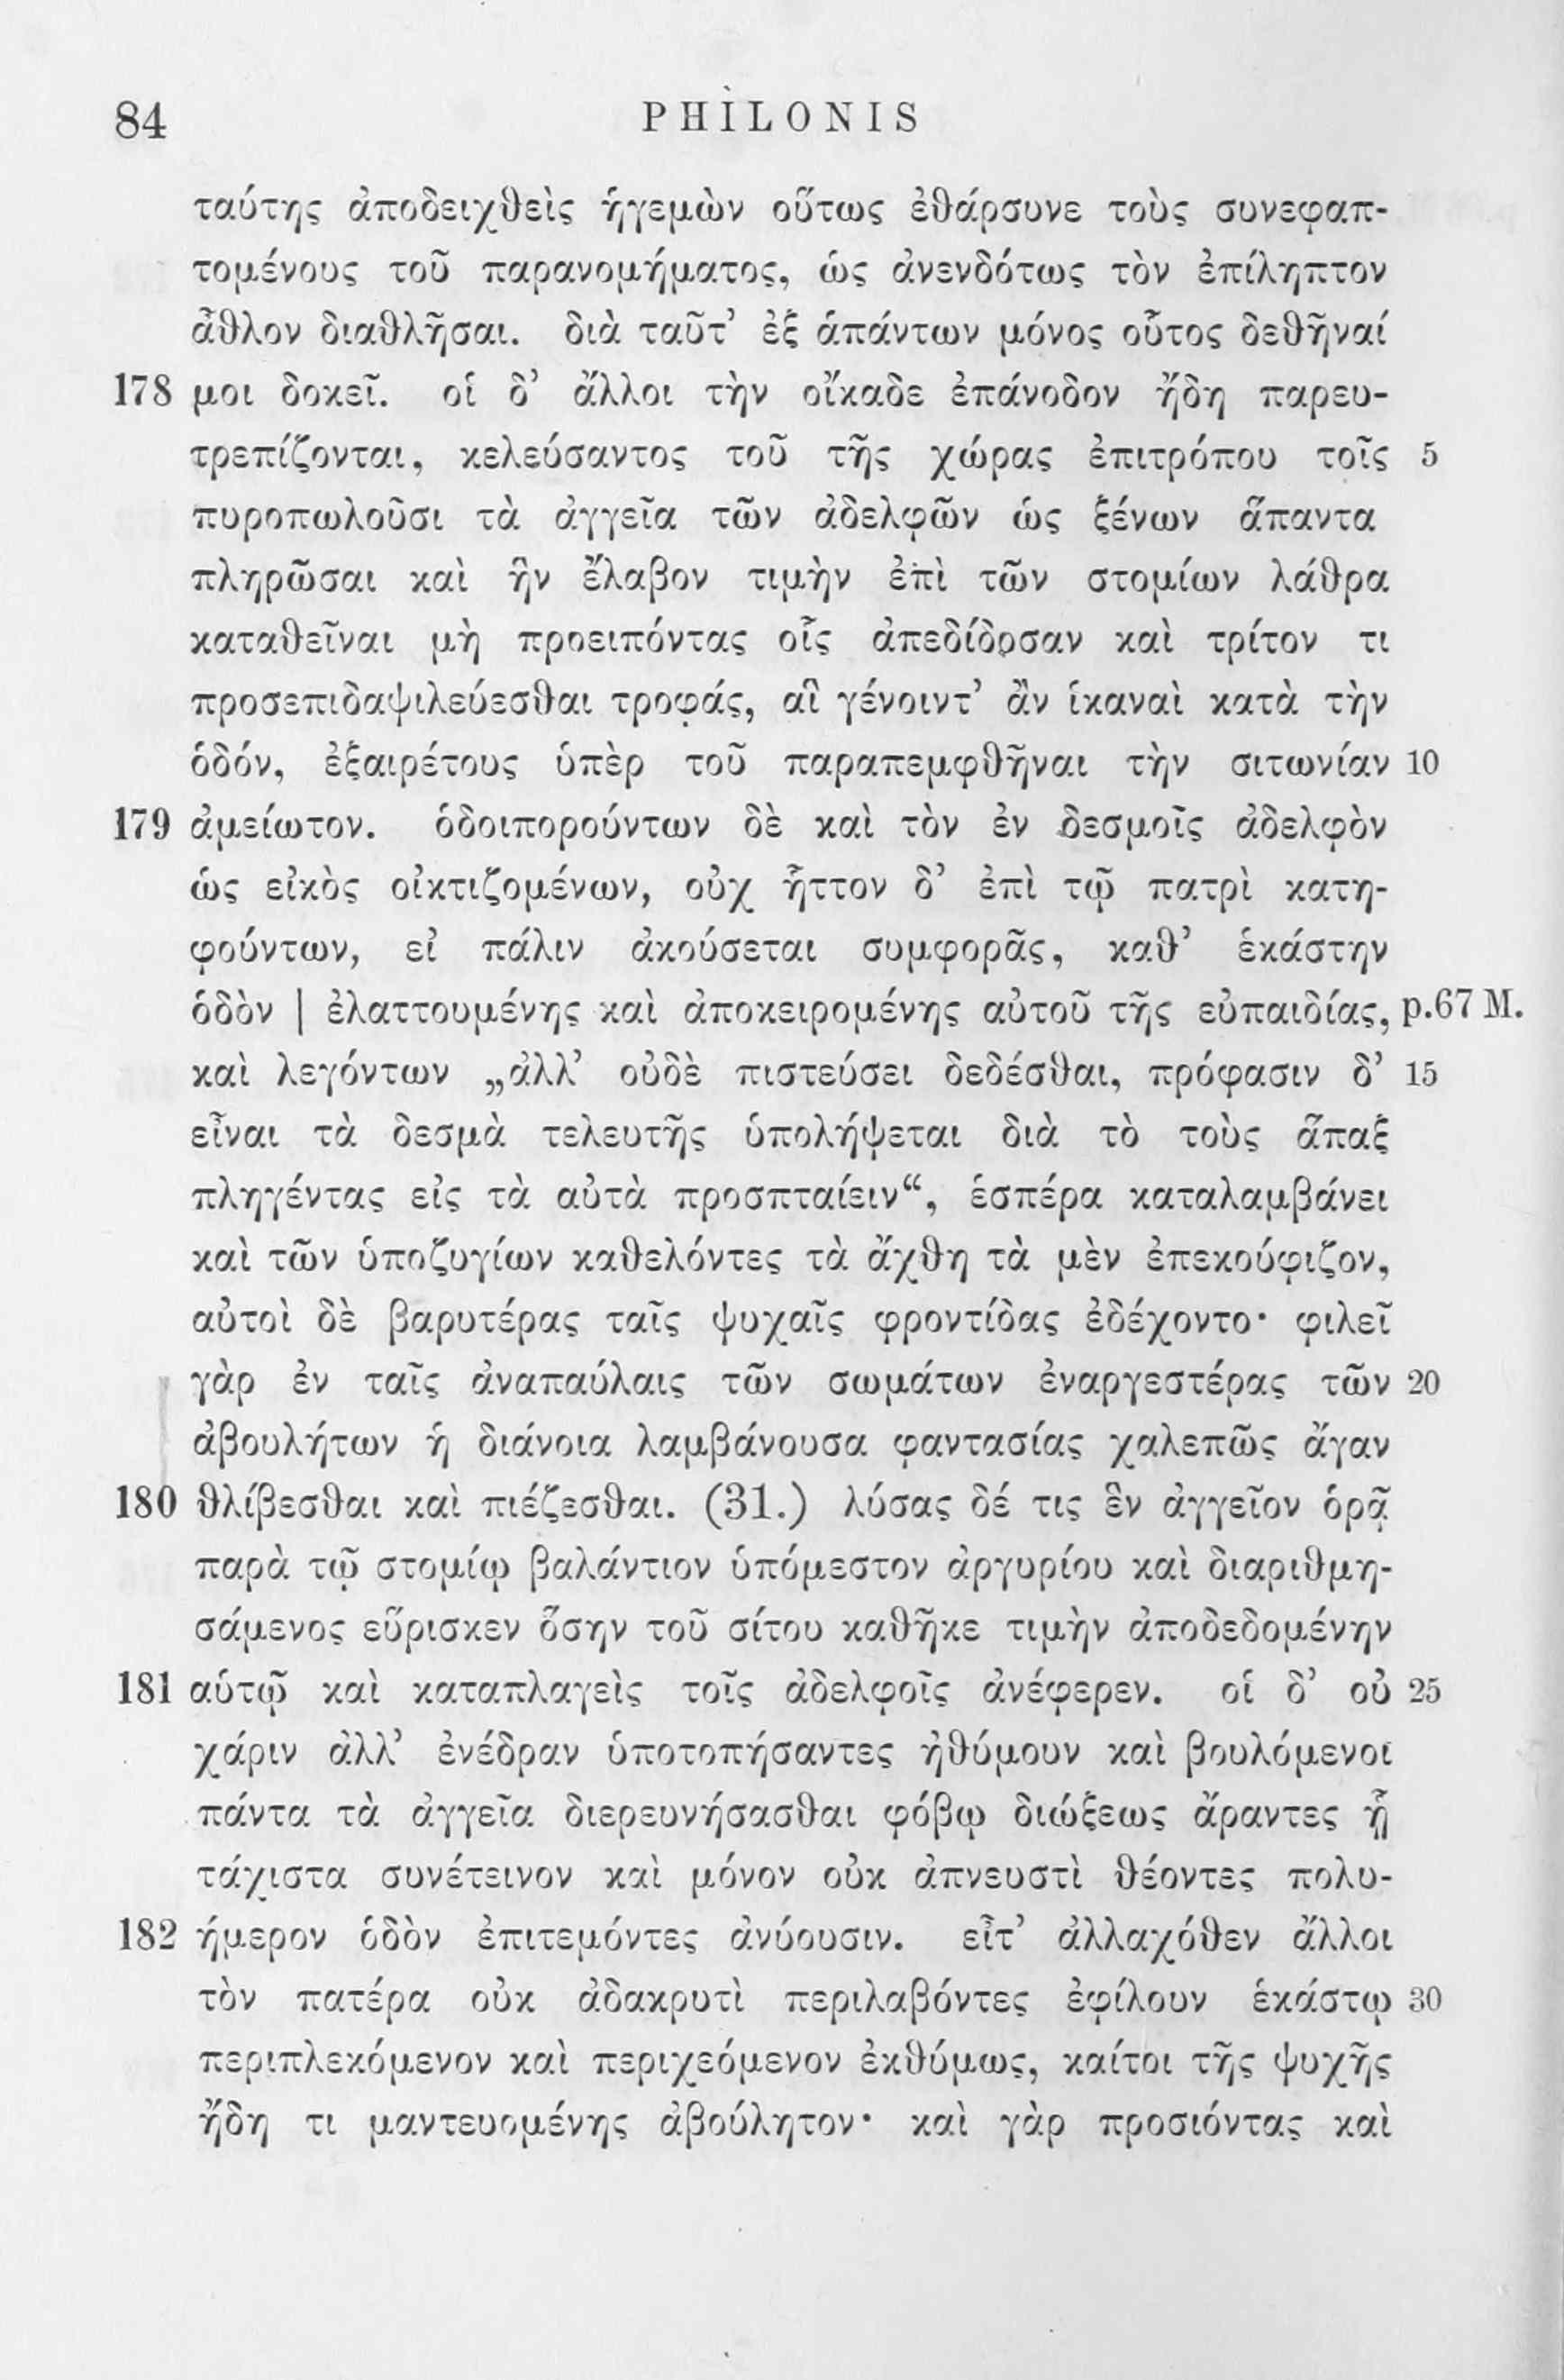 84 PHILONIS
ταύτης ἀποδειχθεὶς ἡγεμὼν οὕτως ἐθάρσυνε τοὺς συνεφαπ-
τομένους τοῦ παρανομήματος, ὡς ἀνενδότως τὸν ἐπίληπτον
ἆθλον διαθλῆσαι. διὰ ταῦτ’ ἐξ ἁπάντων μόνος οὗτος δεθῆναί
178 μοι δοκεῖ. οἱ δ’ ἄλλοι τὴν οἴκαδε ἐπάνοδον ἤδη παρευ-
τρεπίζονται, κελεύσαντος τοῦ τῆς χώρας ἐπιτρόπου τοῖς 5
πυροπωλοῦσι τὰ ἀγγεῖα τῶν ἀδελφῶν ὡς ξένων ἅπαντα
πληρῶσαι καὶ ἣν ἔλαβον τιμὴν ἐπὶ τῶν στομίων λάθρα
καταθεῖναι μὴ προειπόντας οἷς ἀπεδίδοσαν καὶ τρίτον τι
προσεπιδαψιλεύεσθαι τροφάς, αἳ γένοιντ’ ἂν ἱκαναὶ κατὰ τὴν
ὁδόν, ἐξαιρέτους ὑπὲρ τοῦ παραπεμφθῆναι τὴν σιτωνίαν 10
179 ἀμείωτον. ὁδοιπορούντων δὲ καὶ τὸν ἐν δεσμοῖς ἀδελφὸν
ὡς εἰκὸς οἰκτιζομένων, οὐχ ἧττον δ’ ἐπὶ τῷ πατρὶ κατη-
φούντων, εἰ πάλιν ἀκούσεται συμφορᾶς, καθ’ ἑκάστην
ὁδὸν | ἐλαττουμένης καὶ ἀποκειρομένης αὐτοῦ τῆς εὐπαιδίας, p.67 M.
καὶ λεγόντων „ἀλλ’ οὐδὲ πιστεύσει δεδέσθαι, πρόφασιν δ’ 15
εἶναι τὰ δεσμὰ τελευτῆς ὑπολήψεται διὰ τὸ τοὺς ἅπαξ
πληγέντας εἰς τὰ αὐτὰ προσπταίειν“, ἑσπέρα καταλαμβάνει
καὶ τῶν ὑποζυγίων καθελόντες τὰ ἄχθη τὰ μὲν ἐπεκούφιζον,
αὐτοὶ δὲ βαρυτέρας ταῖς ψυχαῖς φροντίδας ἐδέχοντο· φιλεῖ
γὰρ ἐν ταῖς ἀναπαύλαις τῶν σωμάτων ἐναργεστέρας τῶν 20
ἀβουλήτων ἡ διάνοια λαμβάνουσα φαντασίας χαλεπῶς ἄγαν
180 θλίβεσθαι καὶ πιέζεσθαι. (31.) λύσας δέ τις ἓν ἀγγεῖον ὁρᾷ
παρὰ τῷ στομίῳ βαλάντιον ὑπόμεστον ἀργυρίου καὶ διαριθμη-
σάμενος εὕρισκεν ὅσην τοῦ σίτου καθῆκε τιμὴν ἀποδεδομένην
181 αὑτῷ καὶ καταπλαγεὶς τοῖς ἀδελφοῖς ἀνέφερεν. οἱ δ’ οὐ 25
χάριν ἀλλ’ ἐνέδραν ὑποτοπήσαντες ἠθύμουν καὶ βουλόμενοι
πάντα τὰ ἀγγεῖα διερευνήσασθαι φόβῳ διώξεως ἄραντες ᾗ
τάχιστα συνέτεινον καὶ μόνον οὐκ ἀπνευστὶ θέοντες πολυ-
182 ήμερον ὁδὸν ἐπιτεμόντες ἀνύουσιν. εἶτ’ ἀλλαχόθεν ἄλλοι
τὸν πατέρα οὐκ ἀδακρυτὶ περιλαβόντες ἐφίλουν ἑκάστῳ 30
περιπλεκόμενον καὶ περιχεόμενον ἐκθύμως, καίτοι τῆς ψυχῆς
ἤδη τι μαντευομένης ἀβούλητον· καὶ γὰρ προσιόντας καὶ